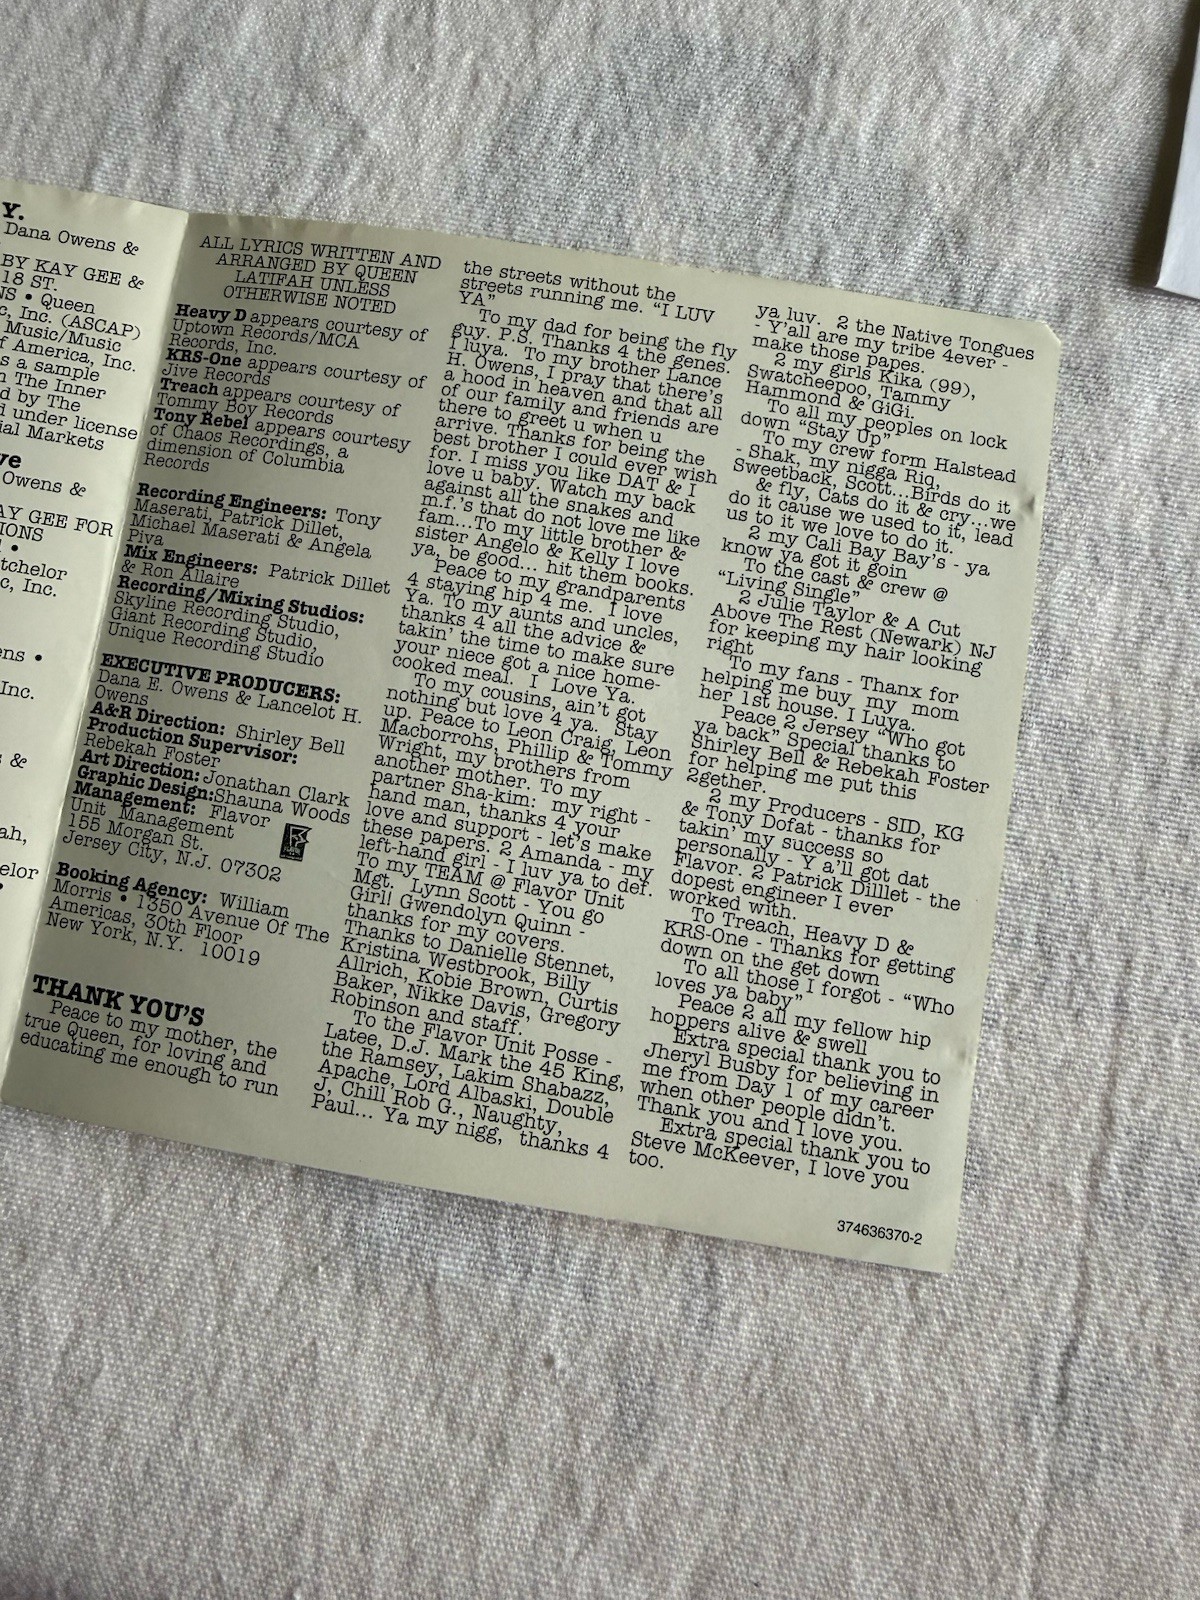 Y.
Dana Owens &
BY KAY GEE &
18 ST.
NS • Queen
c, Inc. (ASCAP)
Music/Music
f America, Inc.
s a sample
n The Inner
d by The
d under license
ial Markets
ve
Owens &
AY GEE FOR
IONS
l •
tchelor
c, Inc.
ens •
Inc.
s &
ah,
elor
•
ALL LYRICS WRITTEN AND
ARRANGED BY QUEEN
LATIFAH UNLESS
OTHERWISE NOTED
Heavy D appears courtesy of
Uptown Records/MCA
Records, Inc.
KRS-One appears courtesy of
Jive Records
Treach appears courtesy of
Tommy Boy Records
Tony Rebel appears courtesy
of Chaos Recordings, a
dimension of Columbia
Records
Recording Engineers: Tony
Maserati, Patrick Dillet,
Michael Maserati & Angela
Piva
Mix Engineers: Patrick Dillet
& Ron Allaire
Recording/Mixing Studios:
Skyline Recording Studio,
Giant Recording Studio,
Unique Recording Studio
EXECUTIVE PRODUCERS:
Dana E. Owens & Lancelot H.
Owens
A&R Direction: Shirley Bell
Production Supervisor:
Rebekah Foster
Art Direction: Jonathan Clark
Graphic Design:Shauna Woods
Management: Flavor
Unit Management
155 Morgan St.
Jersey City, N.J. 07302
Booking Agency: William
Morris • 1350 Avenue Of The
Americas, 30th Floor
New York, N.Y. 10019
THANK YOU'S
Peace to my mother, the
true Queen, for loving and
educating me enough to run
the streets without the
streets running me. "I LUV
YA"
To my dad for being the fly
guy. P.S. Thanks 4 the genes.
I luya. To my brother Lance
H. Owens, I pray that there's
a hood in heaven and that all
of our family and friends are
there to greet u when u
arrive. Thanks for being the
best brother I could ever wish
for. I miss you like DAT & I
love u baby. Watch my back
against all the snakes and
m.f.'s that do not love me like
fam...To my little brother &
sister Angelo & Kelly I love
ya, be good... hit them books.
Peace to my grandparents
4 staying hip 4 me. I love
Ya. To my aunts and uncles,
thanks 4 all the advice &
takin' the time to make sure
your niece got a nice home-
cooked meal. I Love Ya.
To my cousins, ain't got
nothing but love 4 ya. Stay
up. Peace to Leon Craig, Leon
Macborrohs, Phillip & Tommy
Wright, my brothers from
another mother. To my
partner Sha-kim: my right -
hand man, thanks 4 your
love and support - let's make
these papers. 2 Amanda - my
left-hand girl - I luv ya to def.
To my TEAM @ Flavor Unit
Mgt. Lynn Scott - You go
Girl! Gwendolyn Quinn -
thanks for my covers.
Thanks to Danielle Stennet,
Kristina Westbrook, Billy
Allrich, Kobie Brown, Curtis
Baker, Nikke Davis, Gregory
Robinson and staff.
To the Flavor Unit Posse -
Latee, D.J. Mark the 45 King,
the Ramsey, Lakim Shabazz,
Apache, Lord Albaski, Double
J, Chill Rob G., Naughty,
Paul... Ya my nigg, thanks 4
ya luv. 2 the Native Tongues
- Y'all are my tribe 4ever -
make those papes.
2 my girls Kika (99),
Swatcheepoo, Tammy
Hammond & GiGi.
To all my peoples on lock
down "Stay Up"
To my crew form Halstead
- Shak, my nigga Riq,
Sweetback, Scott...Birds do it
& fly, Cats do it & cry...we
do it cause we used to it, lead
us to it we love to do it.
2 my Cali Bay Bay's - ya
know ya got it goin
To the cast & crew @
"Living Single"
2 Julie Taylor & A Cut
Above The Rest (Newark) NJ
for keeping my hair looking
right
To my fans - Thanx for
helping me buy my mom
her 1st house. I Luya.
Peace 2 Jersey "Who got
ya back" Special thanks to
Shirley Bell & Rebekah Foster
for helping me put this
2gether.
2 my Producers - SID, KG
& Tony Dofat - thanks for
takin' my success so
personally - Y a'll got dat
Flavor. 2 Patrick Dilllet - the
dopest engineer I ever
worked with.
To Treach, Heavy D &
KRS-One - Thanks for getting
down on the get down
To all those I forgot - "Who
loves ya baby"
Peace 2 all my fellow hip
hoppers alive & swell
Extra special thank you to
Jheryl Busby for believing in
me from Day 1 of my career
when other people didn't.
Thank you and I love you.
Extra special thank you to
Steve McKeever, I love you
too.
374636370-2